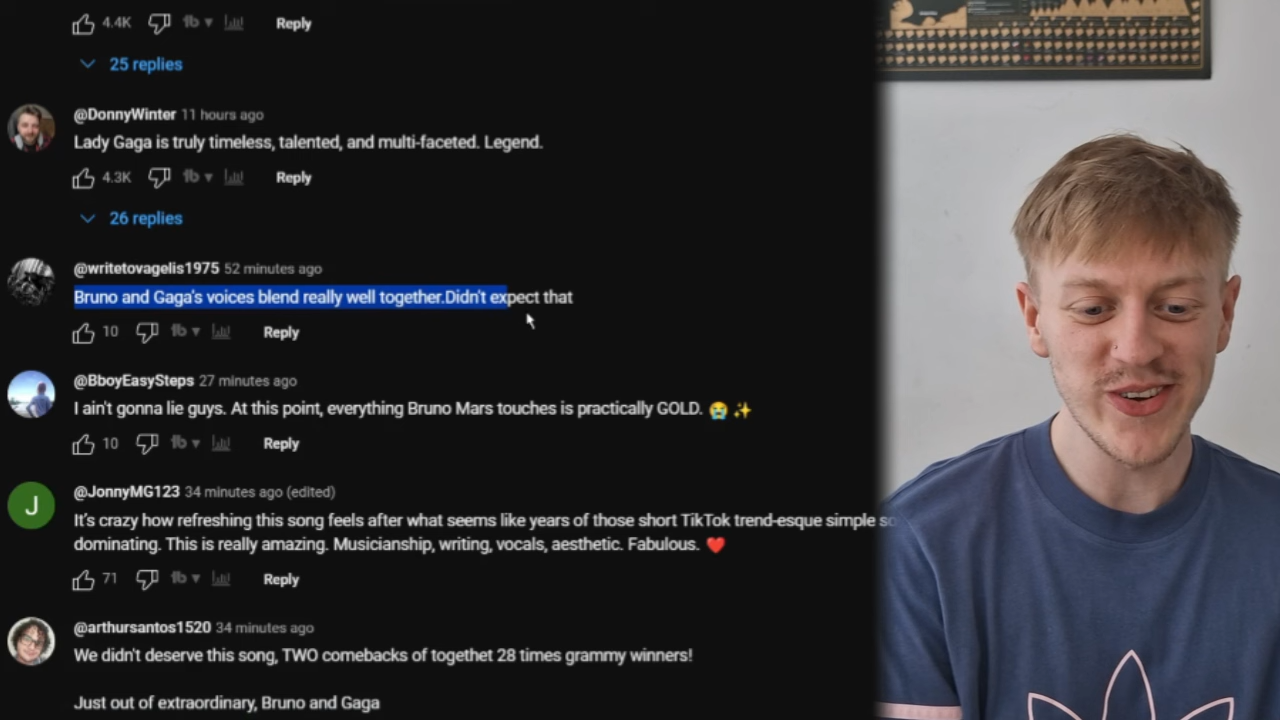 4.4K Reply
25 replies
@DonnyWinter 11 hours ago
Lady Gaga is truly timeless, talented, and multi-faceted. Legend.
4.3K Reply
26 replies
@writetovagelis1975 52 minutes ago
Bruno and Gaga's voices blend really well together.Didn't expect that
10 Reply
@BboyEasySteps 27 minutes ago
I ain't gonna lie guys. At this point, everything Bruno Mars touches is practically GOLD. 😭 ✨
10 Reply
J
@JonnyMG123 34 minutes ago (edited)
It's crazy how refreshing this song feels after what seems like years of those short TikTok trend-esque simple
dominating. This is really amazing. Musicianship, writing, vocals, aesthetic. Fabulous. ❤️
71 Reply
@arthursantos1520 34 minutes ago
We didn't deserve this song, TWO comebacks of togethet 28 times grammy winners!
Just out of extraordinary, Bruno and Gaga